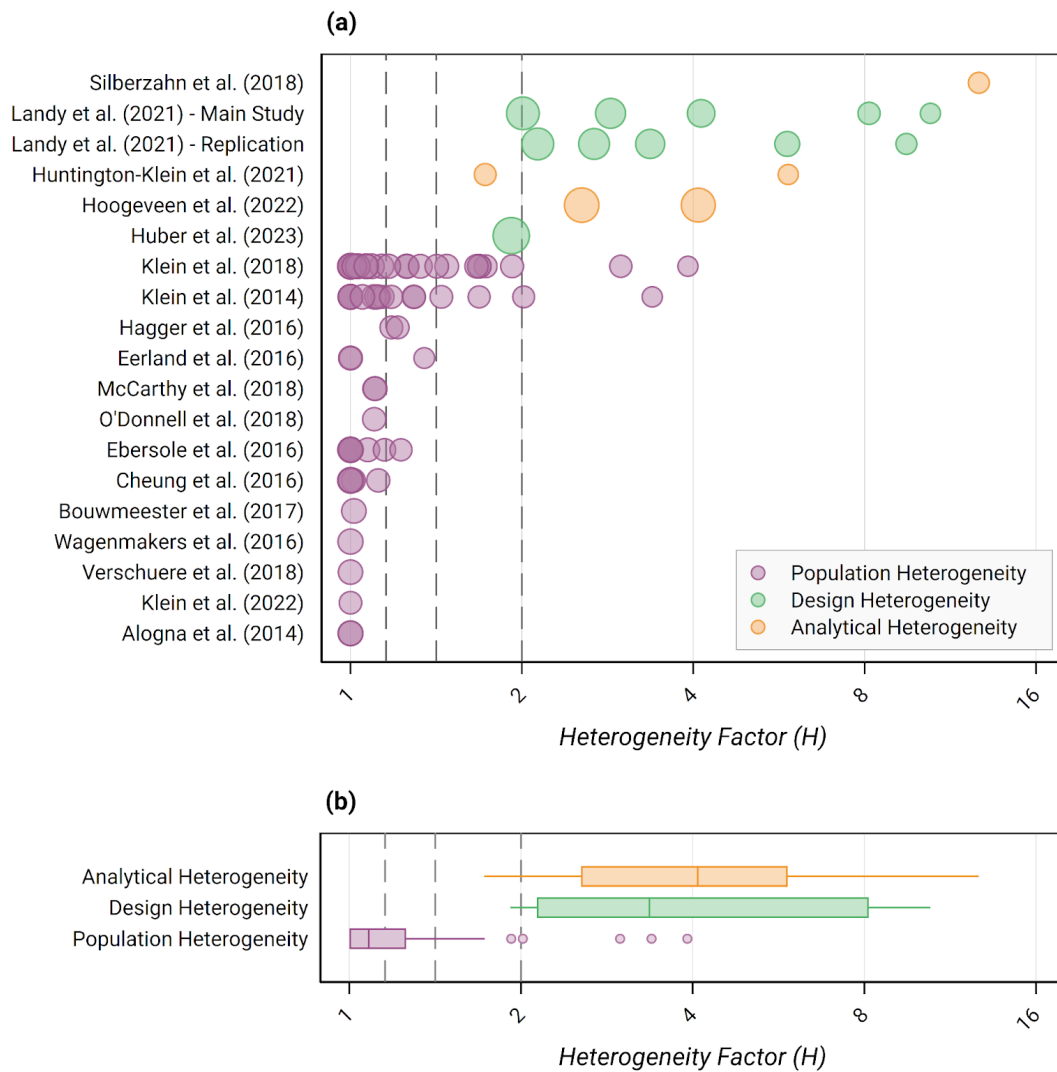 (a)
Silberzahn et al. (2018)
Landy et al. (2021) - Main Study
Landy et al. (2021) - Replication
Huntington-Klein et al. (2021)
Hoogeveen et al. (2022)
Huber et al. (2023)
Klein et al. (2018)
Klein et al. (2014)
Hagger et al. (2016)
Eerland et al. (2016)
McCarthy et al. (2018)
O'Donnell et al. (2018)
Ebersole et al. (2016)
Cheung et al. (2016)
Bouwmeester et al. (2017)
Wagenmakers et al. (2016)
Verschuere et al. (2018)
Klein et al. (2022)
Alogna et al. (2014)
Population Heterogeneity
Design Heterogeneity
Analytical Heterogeneity
1 2 4 8 16
Heterogeneity Factor (H)
(b)
Analytical Heterogeneity
Design Heterogeneity
Population Heterogeneity
1 2 4 8 16
Heterogeneity Factor (H)